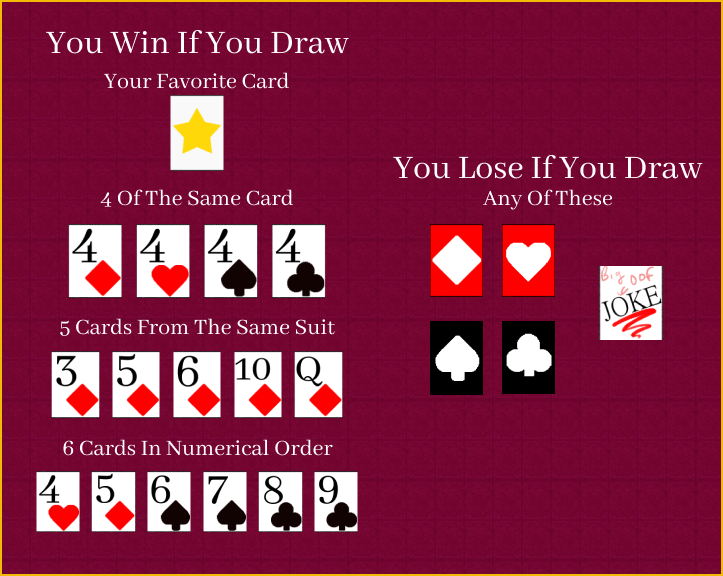 You Win If You Draw
Your Favorite Card
4 Of The Same Card
4 4 4 4
5 Cards From The Same Suit
3 5 6 10 Q
6 Cards In Numerical Order
4 5 6 7 8 9
You Lose If You Draw
Any Of These
Big OOf
JOKE